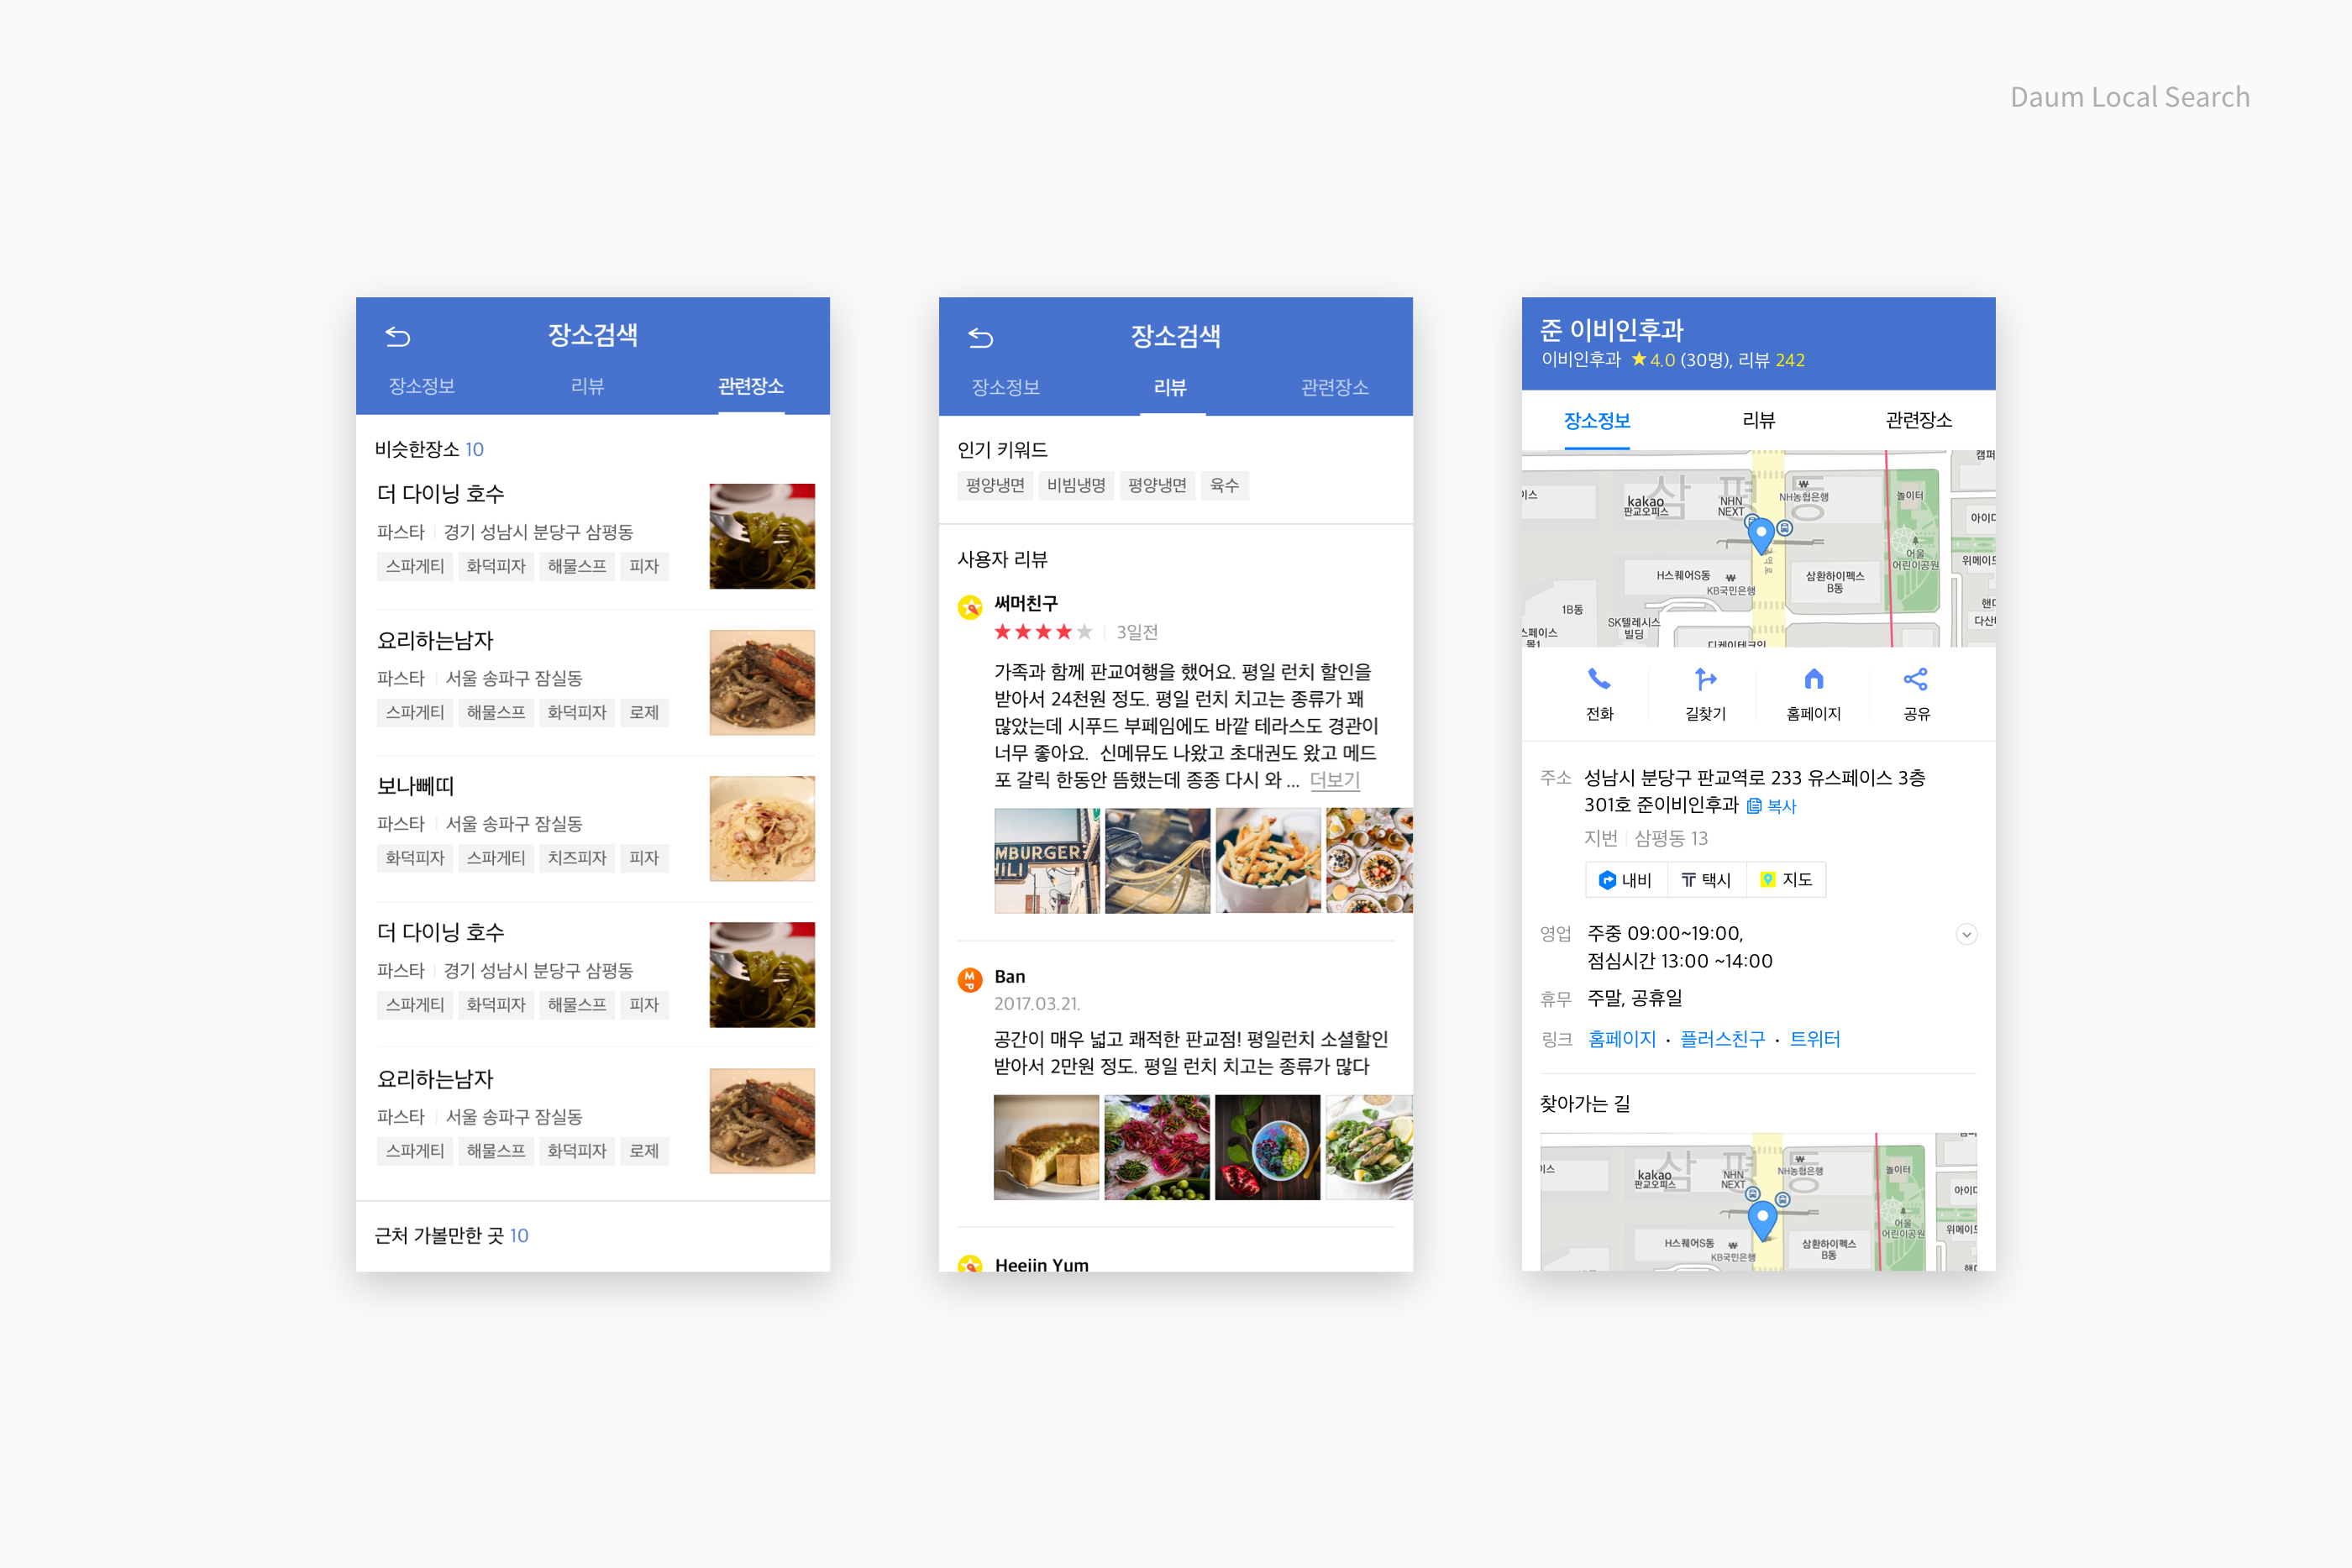 Daum Local Search
장소검색
장소정보
리뷰
관련장소
비슷한장소 10
더 다이닝 호수
파스타 경기 성남시 분당구 삼평동
스파게티 화덕피자 해물스프 피자
요리하는남자
파스타 서울 송파구 잠실동
스파게티 해물스프 화덕피자 로제
보나뻬띠
파스타 서울 송파구 잠실동
화덕피자 스파게티 치즈피자 피자
더 다이닝 호수
파스타 경기 성남시 분당구 삼평동
스파게티 화덕피자 해물스프 피자
요리하는남자
파스타 서울 송파구 잠실동
스파게티 해물스프 화덕피자 로제
근처 가볼만한 곳 10
장소검색
장소정보
리뷰
관련장소
인기 키워드
평양냉면 비빔냉명 평양냉면 육수
사용자 리뷰
써머친구
3일전
가족과 함께 판교여행을 했어요. 평일 런치 할인을
받아서 24천원 정도. 평일 런치 치고는 종류가 꽤
많았는데 시푸드 부페임에도 바깥 테라스도 경관이
너무 좋아요. 신메뮤도 나왔고 초대권도 왔고 메드
포 갈릭 한동안 뜸했는데 종종 다시 와 ... 더보기
MBURGER
HILI
MP
Ban
2017.03.21.
공간이 매우 넓고 쾌적한 판교점! 평일런치 소셜할인
받아서 2만원 정도. 평일 런치 치고는 종류가 많다
Heejin Yum
준 이비인후과
이비인후과 ★4.0 (30명), 리뷰 242
장소정보
리뷰
관련장소
삼평동
캠퍼
이스
kakao
판교오피스
NHN
NEXT
NH농협은행
놀이터
아이디
어울
어린이공원
위메이드
H스퀘어S동
KB국민은행
삼환하이펙스
B동
1B동
핸디
다산
SK텔레시스
빌딩
스페이스
몰1
디케이테크인
전화
길찾기
홈페이지
공유
주소 성남시 분당구 판교역로 233 유스페이스 3층
301호 준이비인후과 복사
지번 삼평동 13
내비 택시 지도
영업 주중 09:00~19:00,
점심시간 13:00 ~14:00
휴무 주말, 공휴일
링크 홈페이지 · 플러스친구 · 트위터
찾아가는 길
삼평동
이스
kakao
판교오피스
NHN
NEXT
NH농협은행
놀이터
아이디
어울
어린이공원
위메이드
H스퀘어S동
KB국민은행
삼환하이펙스
B동